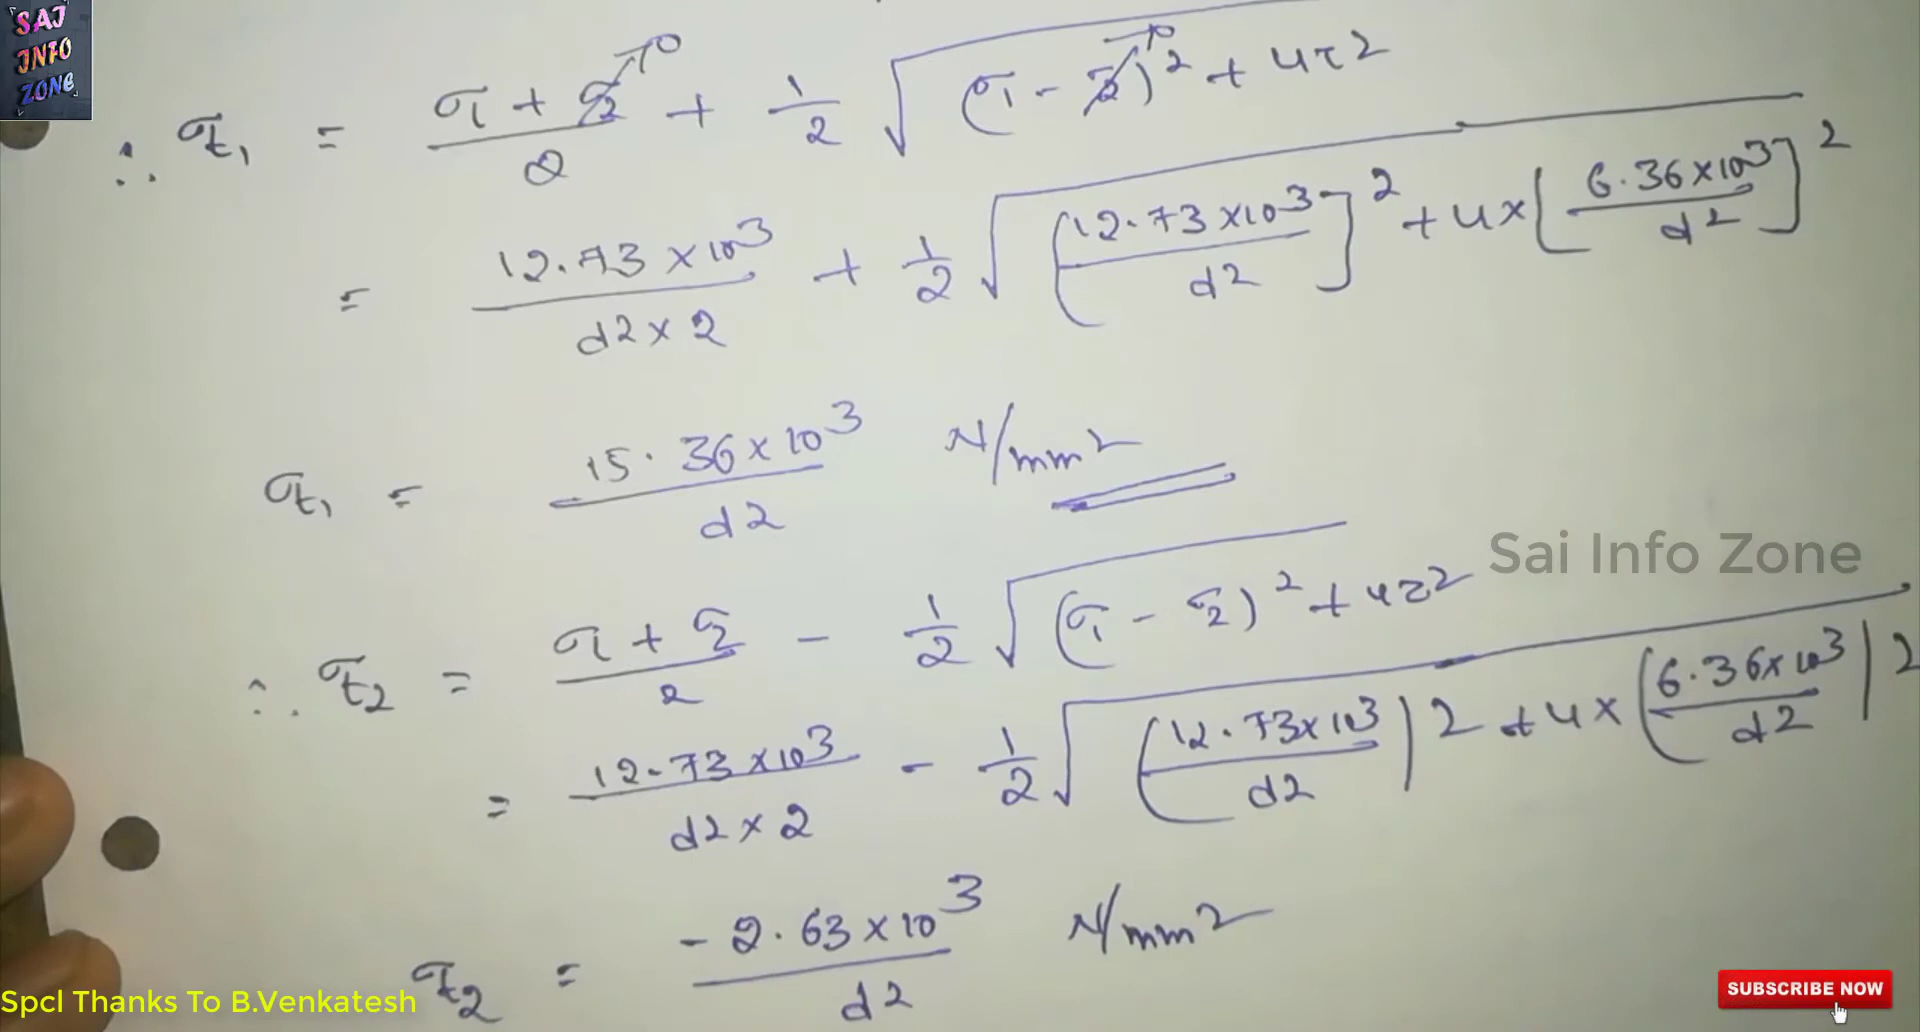 SAI
INFO
ZONE
∴ σt₁ = (σ₁ + σ₂→0)/2 + 1/2 √((σ₁ - σ₂→0)² + 4τ²)
= (12.73 × 10³)/(d² × 2) + 1/2 √([12.73 × 10³/d²]² + 4 × [6.36 × 10³/d²]²)
σt₁ = (15.36 × 10³)/d² N/mm²
Sai Info Zone
∴ σt₂ = (σ₁ + σ₂)/2 - 1/2 √((σ₁ - σ₂)² + 4τ²)
= (12.73 × 10³)/(d² × 2) - 1/2 √((12.73 × 10³/d²)² + 4 × (6.36 × 10³/d²)²)
σt₂ = (-2.63 × 10³)/d² N/mm²
Spcl Thanks To B.Venkatesh
SUBSCRIBE NOW